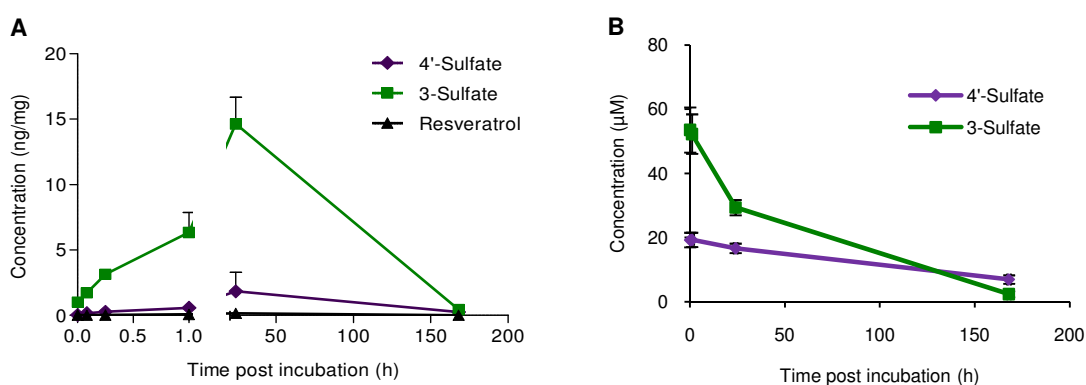 A
Concentration (ng/mg)
20
15
10
5
0
0.0 0.5 1.0 50 100 150 200
Time post incubation (h)
4'-Sulfate
3-Sulfate
Resveratrol
B
Concentration (µM)
80
60
40
20
0
0 50 100 150 200
Time post incubation (h)
4'-Sulfate
3-Sulfate